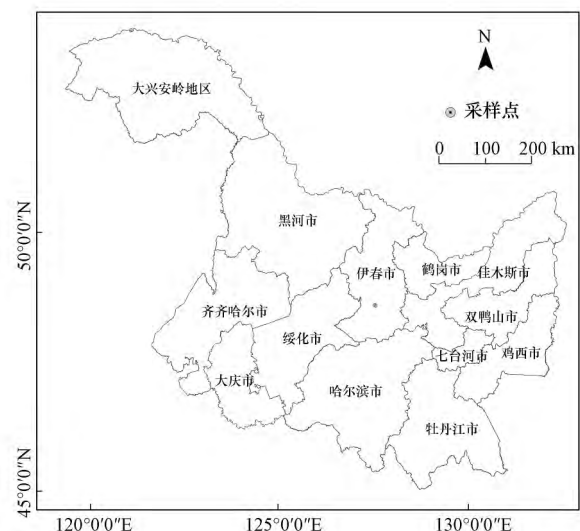 N
大兴安岭地区
采样点
0 100 200 km
黑河市
50°0′0″N
伊春市
鹤岗市
佳木斯市
齐齐哈尔市
双鸭山市
绥化市
七台河市
鸡西市
大庆市
哈尔滨市
牡丹江市
45°0′0″N
120°0′0″E
125°0′0″E
130°0′0″E